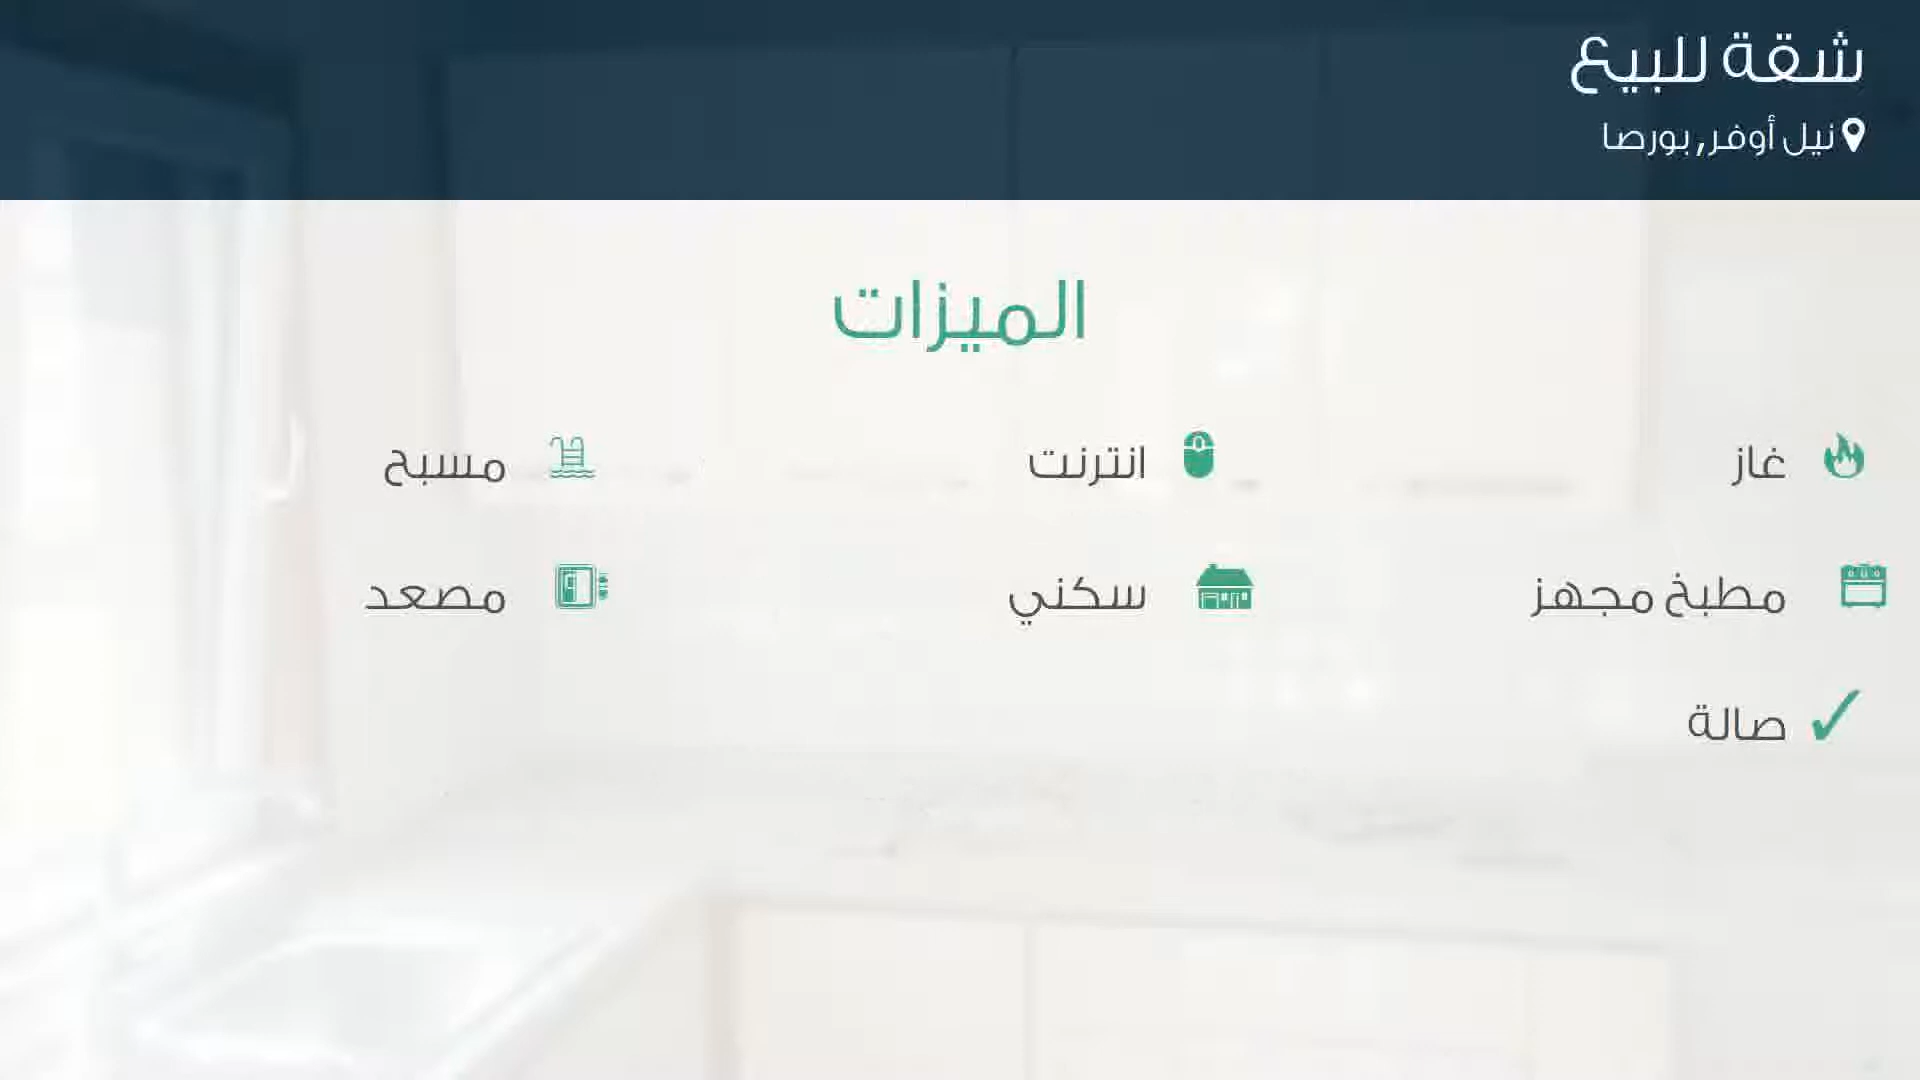 شقة للبيع
نيل أوفر, بورصا
الميزات
غاز
انترنت
مسبح
مطبخ مجهز
سكني
مصعد
صالة